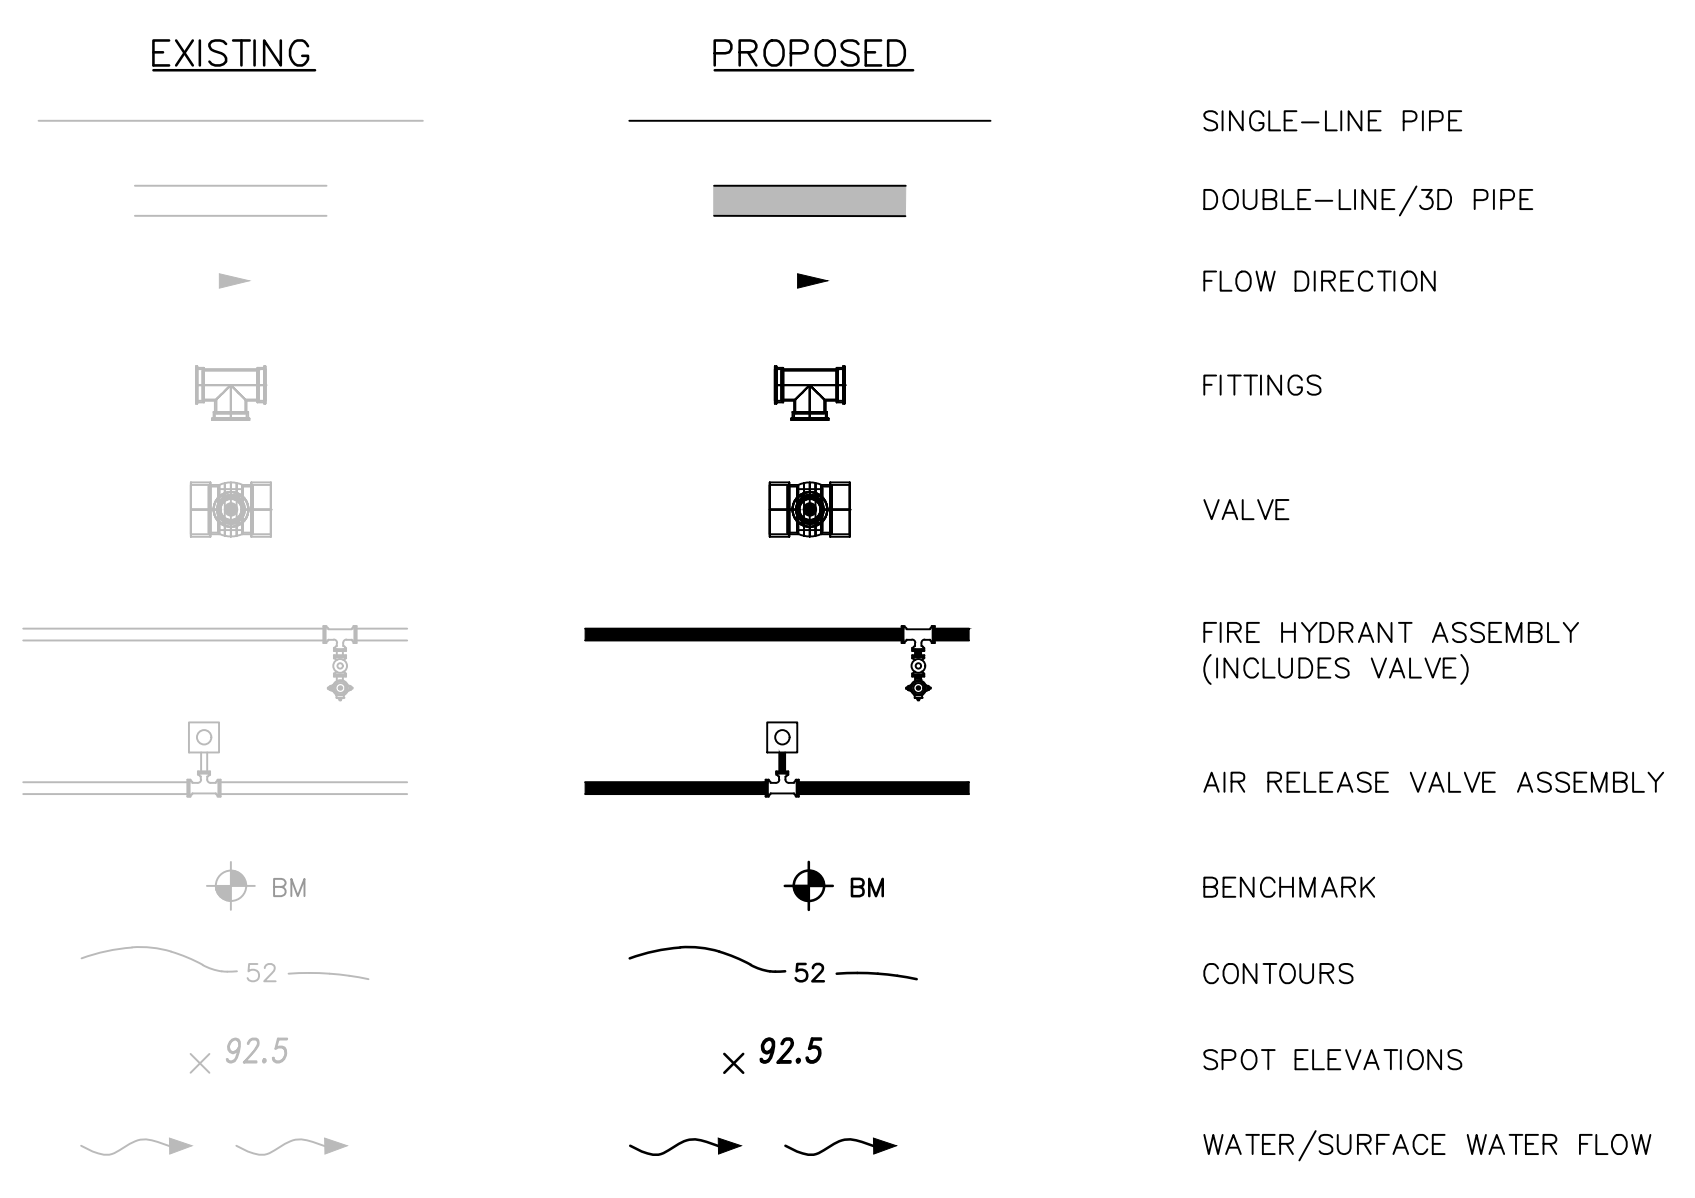 EXISTING PROPOSED
SINGLE-LINE PIPE
DOUBLE-LINE/3D PIPE
FLOW DIRECTION
FITTINGS
VALVE
FIRE HYDRANT ASSEMBLY
(INCLUDES VALVE)
AIR RELEASE VALVE ASSEMBLY
BM BM BENCHMARK
52 52 CONTOURS
92.5 92.5 SPOT ELEVATIONS
WATER/SURFACE WATER FLOW